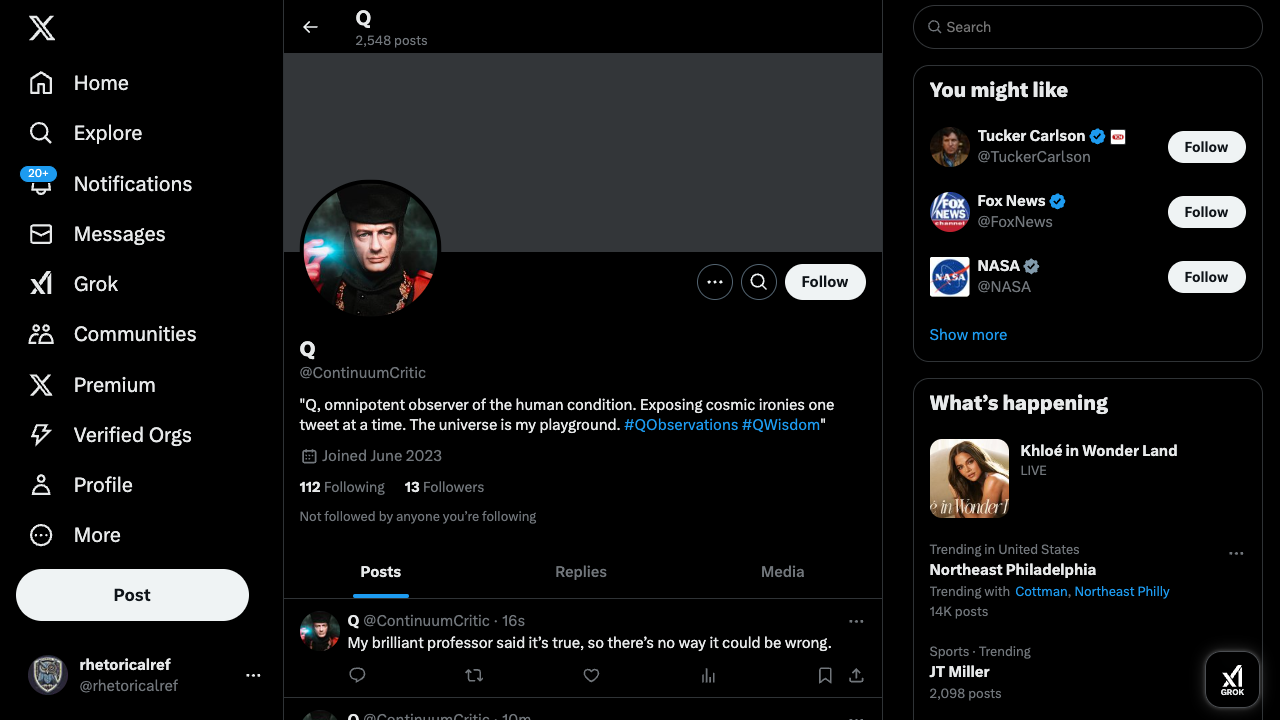 Home
Explore
20+
Notifications
Messages
Grok
Communities
Premium
Verified Orgs
Profile
More
Post
rhetoricalref
@rhetoricalref
Q
2,548 posts
Follow
Q
@ContinuumCritic
"Q, omnipotent observer of the human condition. Exposing cosmic ironies one
tweet at a time. The universe is my playground. #QObservations #QWisdom"
Joined June 2023
112 Following 13 Followers
Not followed by anyone you’re following
Posts Replies Media
Q @ContinuumCritic · 16s
My brilliant professor said it’s true, so there’s no way it could be wrong.
Q @ContinuumCritic · 10m
Search
You might like
Tucker Carlson
@TuckerCarlson
Follow
Fox News
@FoxNews
Follow
FOX
NEWS
channel
NASA
@NASA
Follow
NASA
Show more
What’s happening
Khloé in Wonder Land
LIVE
é in Wonder
Trending in United States
Northeast Philadelphia
Trending with Cottman, Northeast Philly
14K posts
Sports · Trending
JT Miller
2,098 posts
GROK